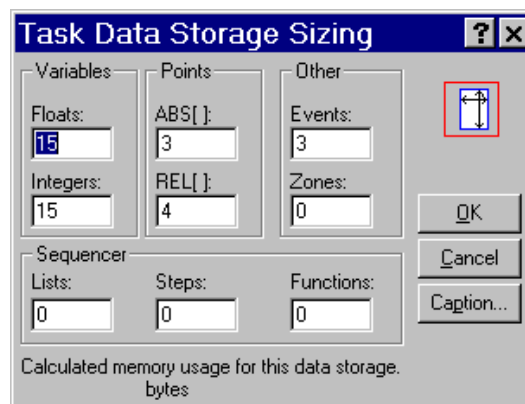 Task Data Storage Sizing ? ×
Variables Points Other
Floats: ABS[ ]: Events:
15 3 3
Integers: REL[ ]: Zones:
15 4 0
OK
Sequencer
Cancel
Lists: Steps: Functions:
0 0 0
Caption...
Calculated memory usage for this data storage.
bytes